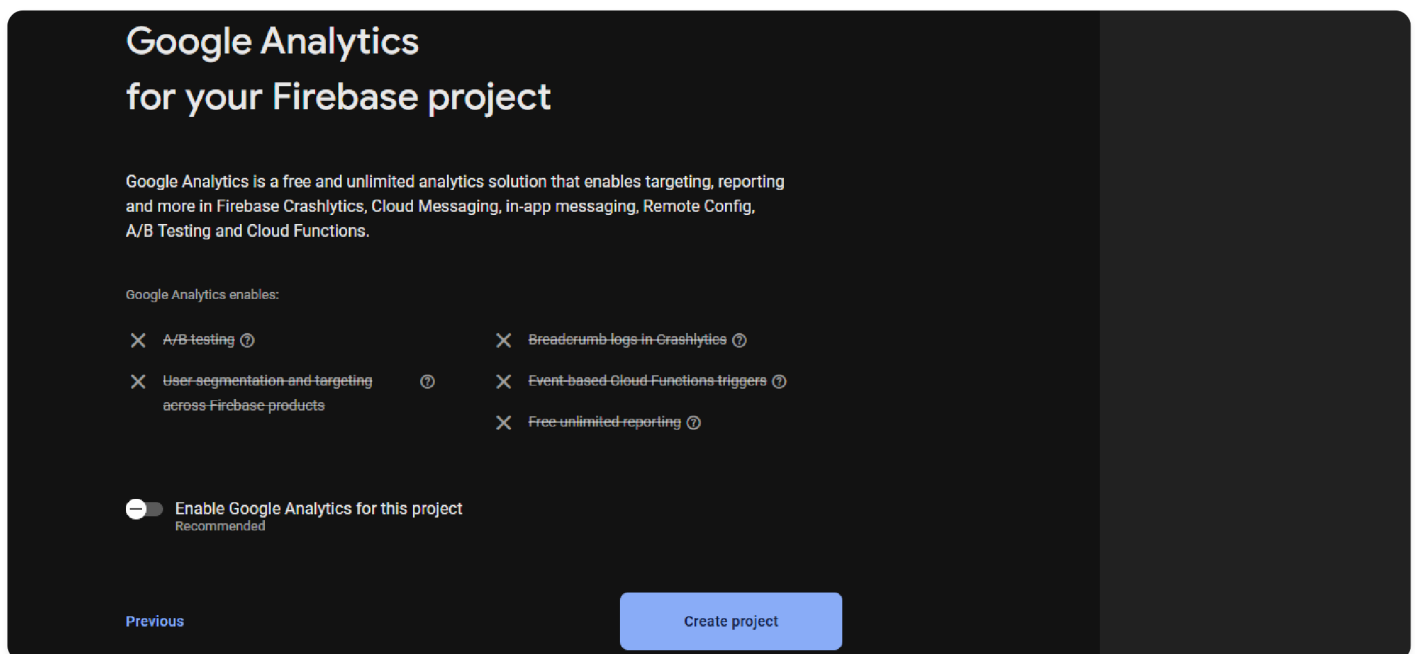 Google Analytics
for your Firebase project
Google Analytics is a free and unlimited analytics solution that enables targeting, reporting
and more in Firebase Crashlytics, Cloud Messaging, in-app messaging, Remote Config,
A/B Testing and Cloud Functions.
Google Analytics enables:
A/B testing
User segmentation and targeting
across Firebase products
Breadcrumb logs in Crashlytics
Event-based Cloud Functions triggers
Free unlimited reporting
Enable Google Analytics for this project
Recommended
Previous
Create project